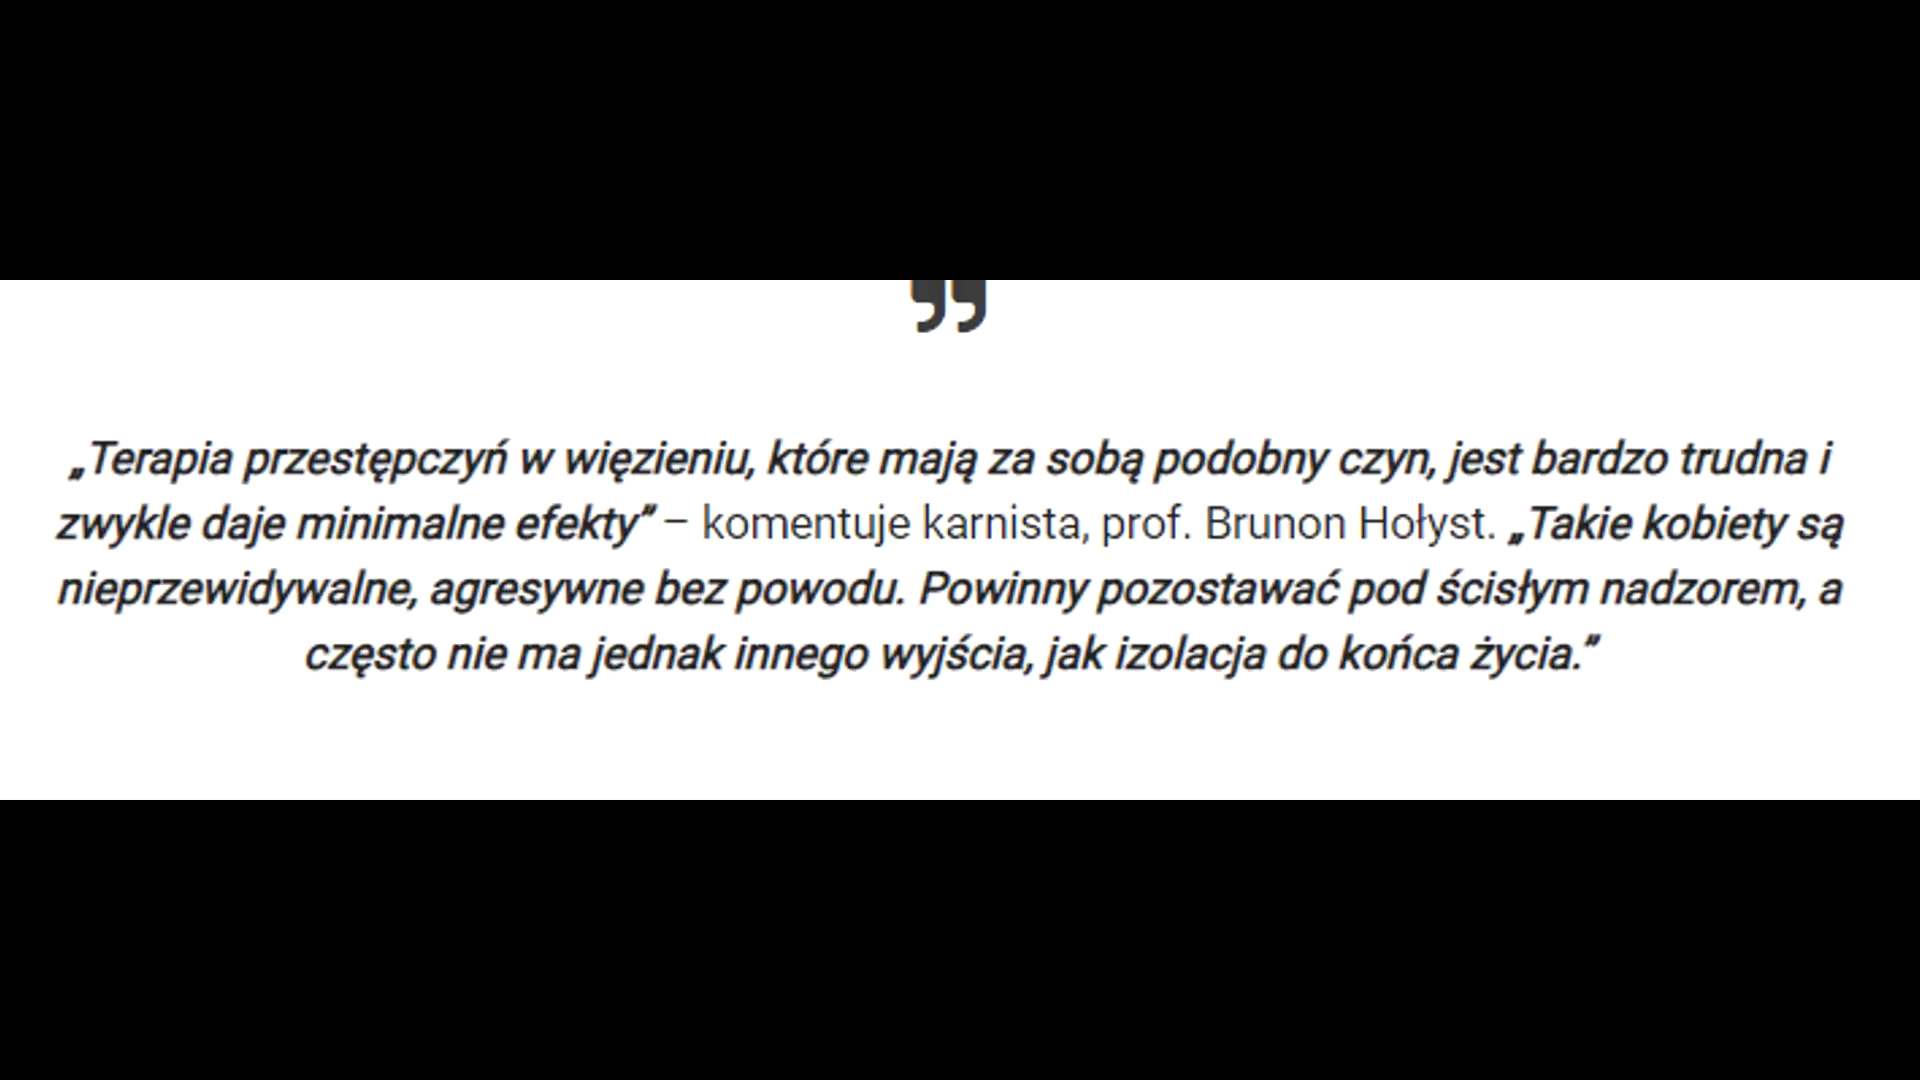 ”
„Terapia przestępczyń w więzieniu, które mają za sobą podobny czyn, jest bardzo trudna i
zwykle daje minimalne efekty” – komentuje karnista, prof. Brunon Hołyst. „Takie kobiety są
nieprzewidywalne, agresywne bez powodu. Powinny pozostawać pod ścisłym nadzorem, a
często nie ma jednak innego wyjścia, jak izolacja do końca życia.”